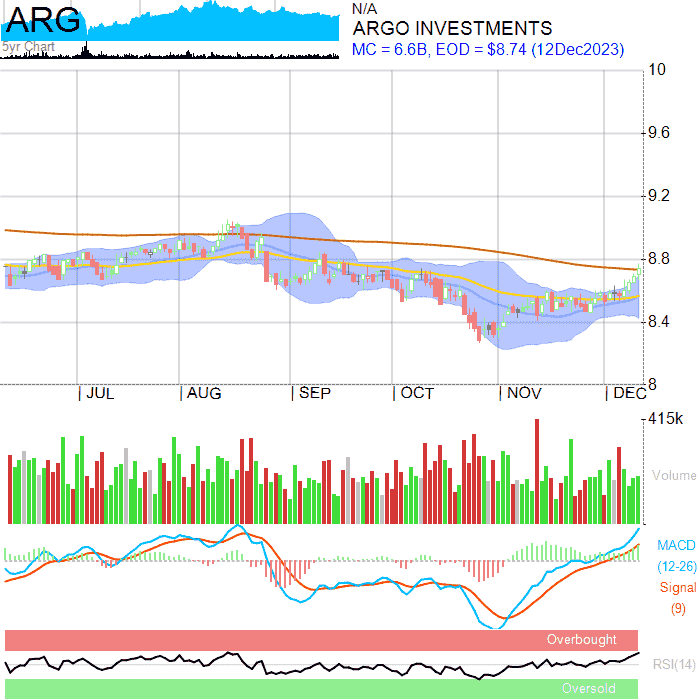 ARG
5yr Chart
N/A
ARGO INVESTMENTS
MC = 6.6B, EOD = $8.74 (12Dec2023)
10
9.6
9.2
8.8
8.4
8
| JUL
| AUG
| SEP
| OCT
| NOV
| DEC
415k
Volume
MACD
(12-26)
Signal
(9)
Overbought
RSI(14)
Oversold